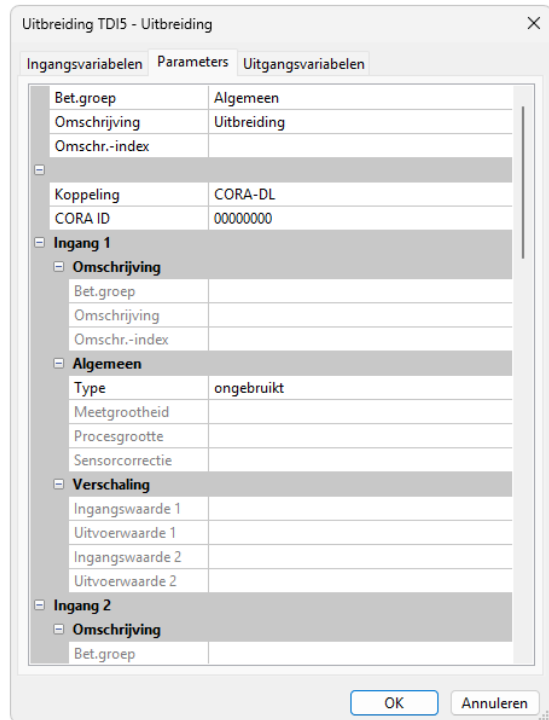 Uitbreiding TDI5 - Uitbreiding
Ingangsvariabelen Parameters Uitgangsvariabelen
Bet.groep Algemeen
Omschrijving Uitbreiding
Omschr.-index
Koppeling CORA-DL
CORA ID 00000000
Ingang 1
Omschrijving
Bet.groep
Omschrijving
Omschr.-index
Algemeen
Type ongebruikt
Meetgrootheid
Procesgrootte
Sensorcorrectie
Verschaling
Ingangswaarde 1
Uitvoerwaarde 1
Ingangswaarde 2
Uitvoerwaarde 2
Ingang 2
Omschrijving
Bet.groep
OK Annuleren